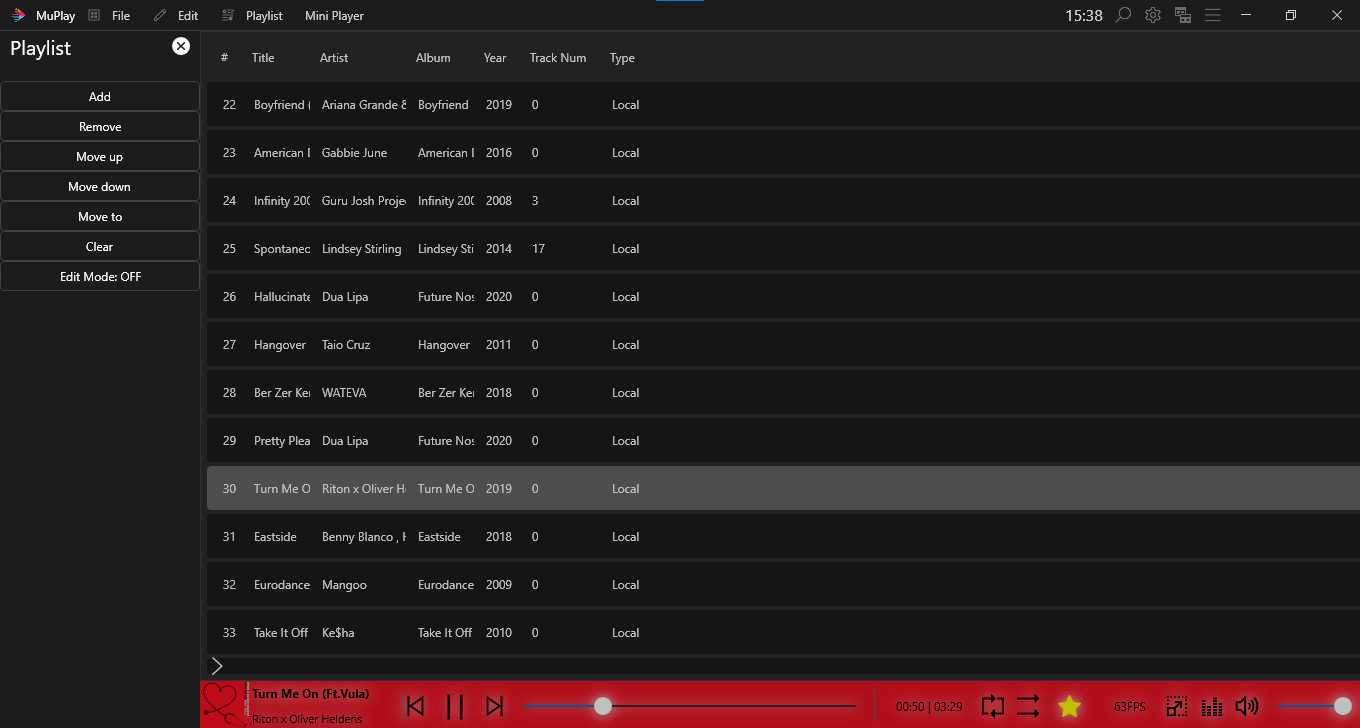 MuPlay File Edit Playlist Mini Player 15:38
Playlist
Add
Remove
Move up
Move down
Move to
Clear
Edit Mode: OFF
# Title Artist Album Year Track Num Type
22 Boyfriend ( Ariana Grande & Boyfriend 2019 0 Local
23 American Gabbie June American 2016 0 Local
24 Infinity 200 Guru Josh Proje Infinity 200 2008 3 Local
25 Spontaneo Lindsey Stirling Lindsey Sti 2014 17 Local
26 Hallucinate Dua Lipa Future Nos 2020 0 Local
27 Hangover Taio Cruz Hangover 2011 0 Local
28 Ber Zer Ker WATEVA Ber Zer Ker 2018 0 Local
29 Pretty Plea Dua Lipa Future Nos 2020 0 Local
30 Turn Me O Riton x Oliver He Turn Me O 2019 0 Local
31 Eastside Benny Blanco , Eastside 2018 0 Local
32 Eurodance Mangoo Eurodance 2009 0 Local
33 Take It Off Ke$ha Take It Off 2010 0 Local
Turn Me On (Ft.Vula)
Riton x Oliver Heldens
00:50 | 03:29 63FPS